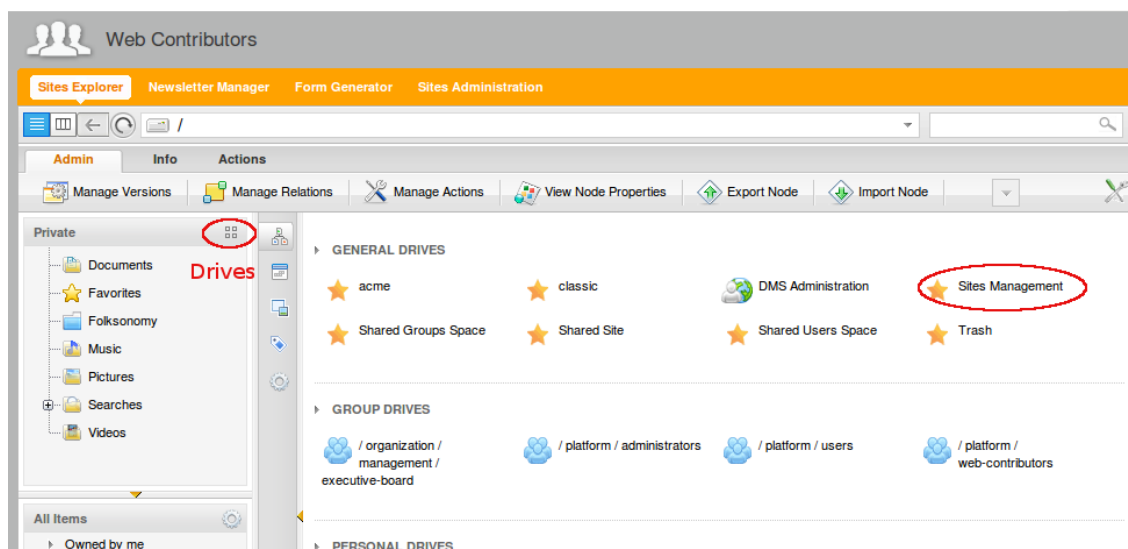 Web Contributors
Sites Explorer Newsletter Manager Form Generator Sites Administration
/
Admin Info Actions
Manage Versions Manage Relations Manage Actions View Node Properties Export Node Import Node
Private
Drives
Documents
Favorites
Folksonomy
Music
Pictures
Searches
Videos
All Items
Owned by me
GENERAL DRIVES
acme classic DMS Administration Sites Management
Shared Groups Space Shared Site Shared Users Space Trash
GROUP DRIVES
/ organization /
management /
executive-board
/ platform / administrators
/ platform / users
/ platform /
web-contributors
PERSONAL DRIVES